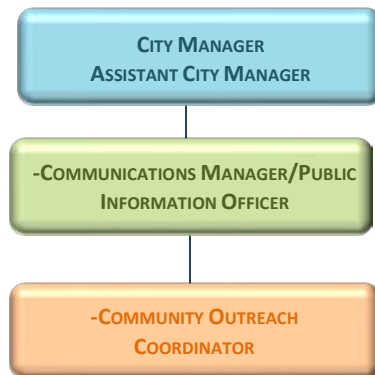 CITY MANAGER
ASSISTANT CITY MANAGER
-COMMUNICATIONS MANAGER/PUBLIC
INFORMATION OFFICER
-COMMUNITY OUTREACH
COORDINATOR